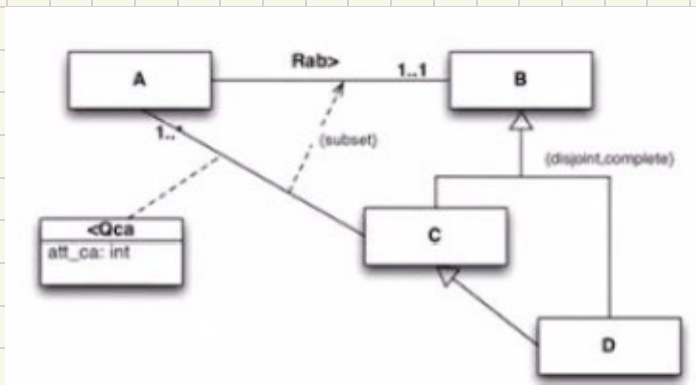 Rab>
A
1..1
B
1..*
{subset}
{disjoint,complete}
<Qca
att_ca: int
C
D